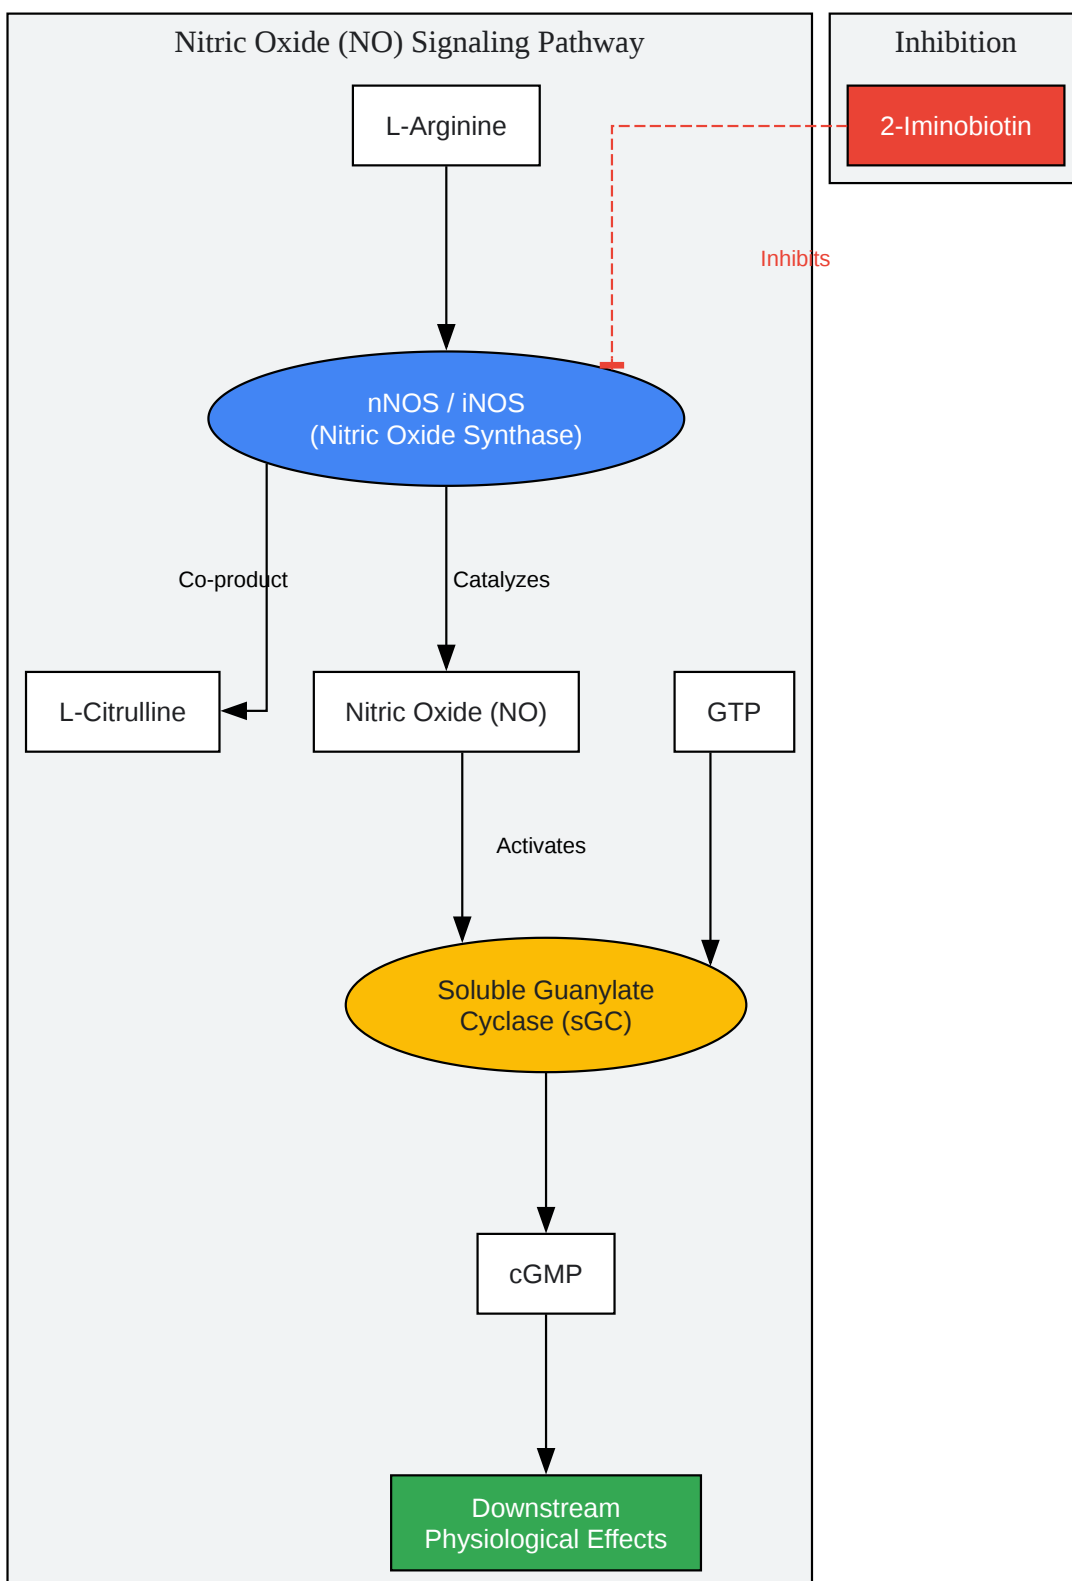 Nitric Oxide (NO) Signaling Pathway
Inhibition
L-Arginine
2-Iminobiotin
Inhibits
nNOS / iNOS
(Nitric Oxide Synthase)
Co-product
Catalyzes
L-Citrulline
Nitric Oxide (NO)
GTP
Activates
Soluble Guanylate
Cyclase (sGC)
cGMP
Downstream
Physiological Effects